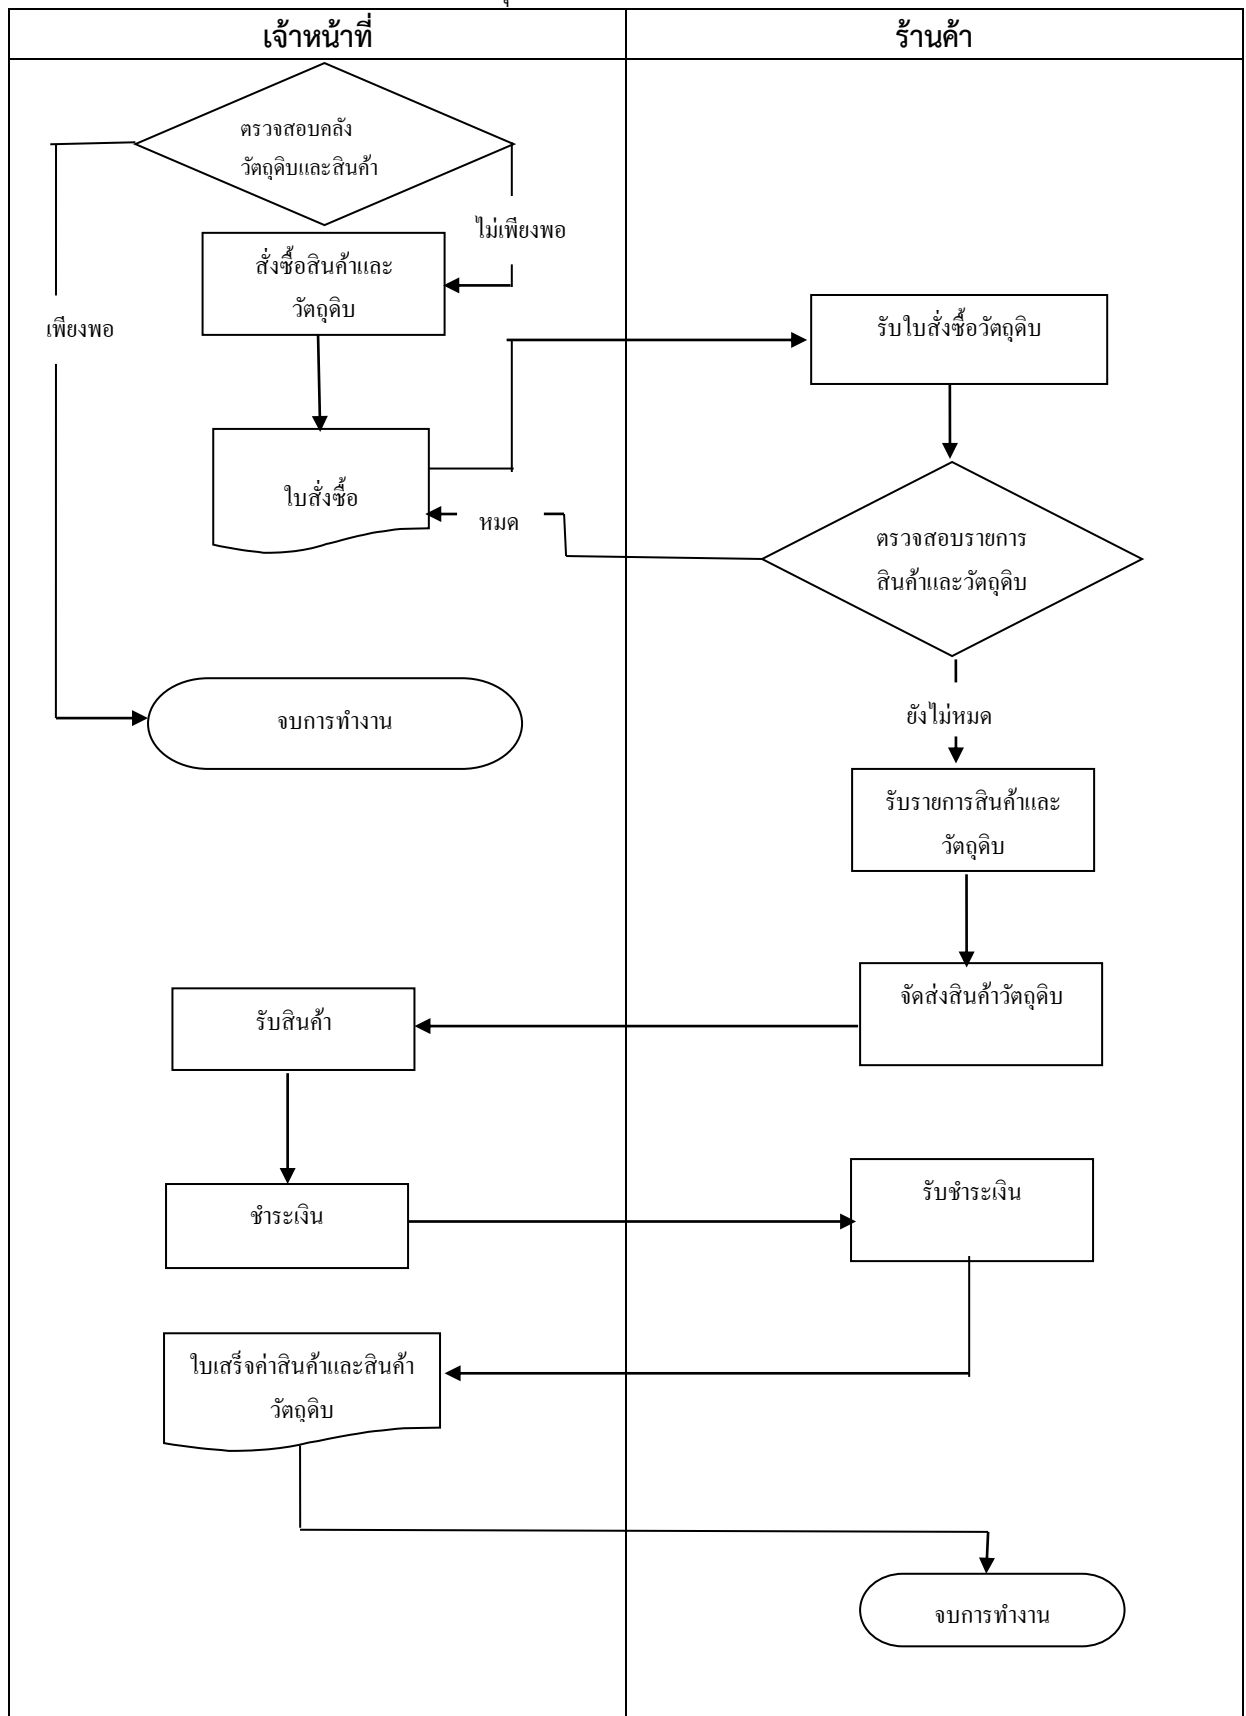 เจ้าหน้าที่
ร้านค้า
ตรวจสอบคลัง
วัตถุดิบและสินค้า
ไม่เพียงพอ
สั่งซื้อสินค้าและ
วัตถุดิบ
เพียงพอ
รับใบสั่งซื้อวัตถุดิบ
ใบสั่งซื้อ
หมด
ตรวจสอบรายการ
สินค้าและวัตถุดิบ
จบการทำงาน
ยังไม่หมด
รับรายการสินค้าและ
วัตถุดิบ
จัดส่งสินค้าวัตถุดิบ
รับสินค้า
รับชำระเงิน
ชำระเงิน
ใบเสร็จค่าสินค้าและสินค้า
วัตถุดิบ
จบการทำงาน